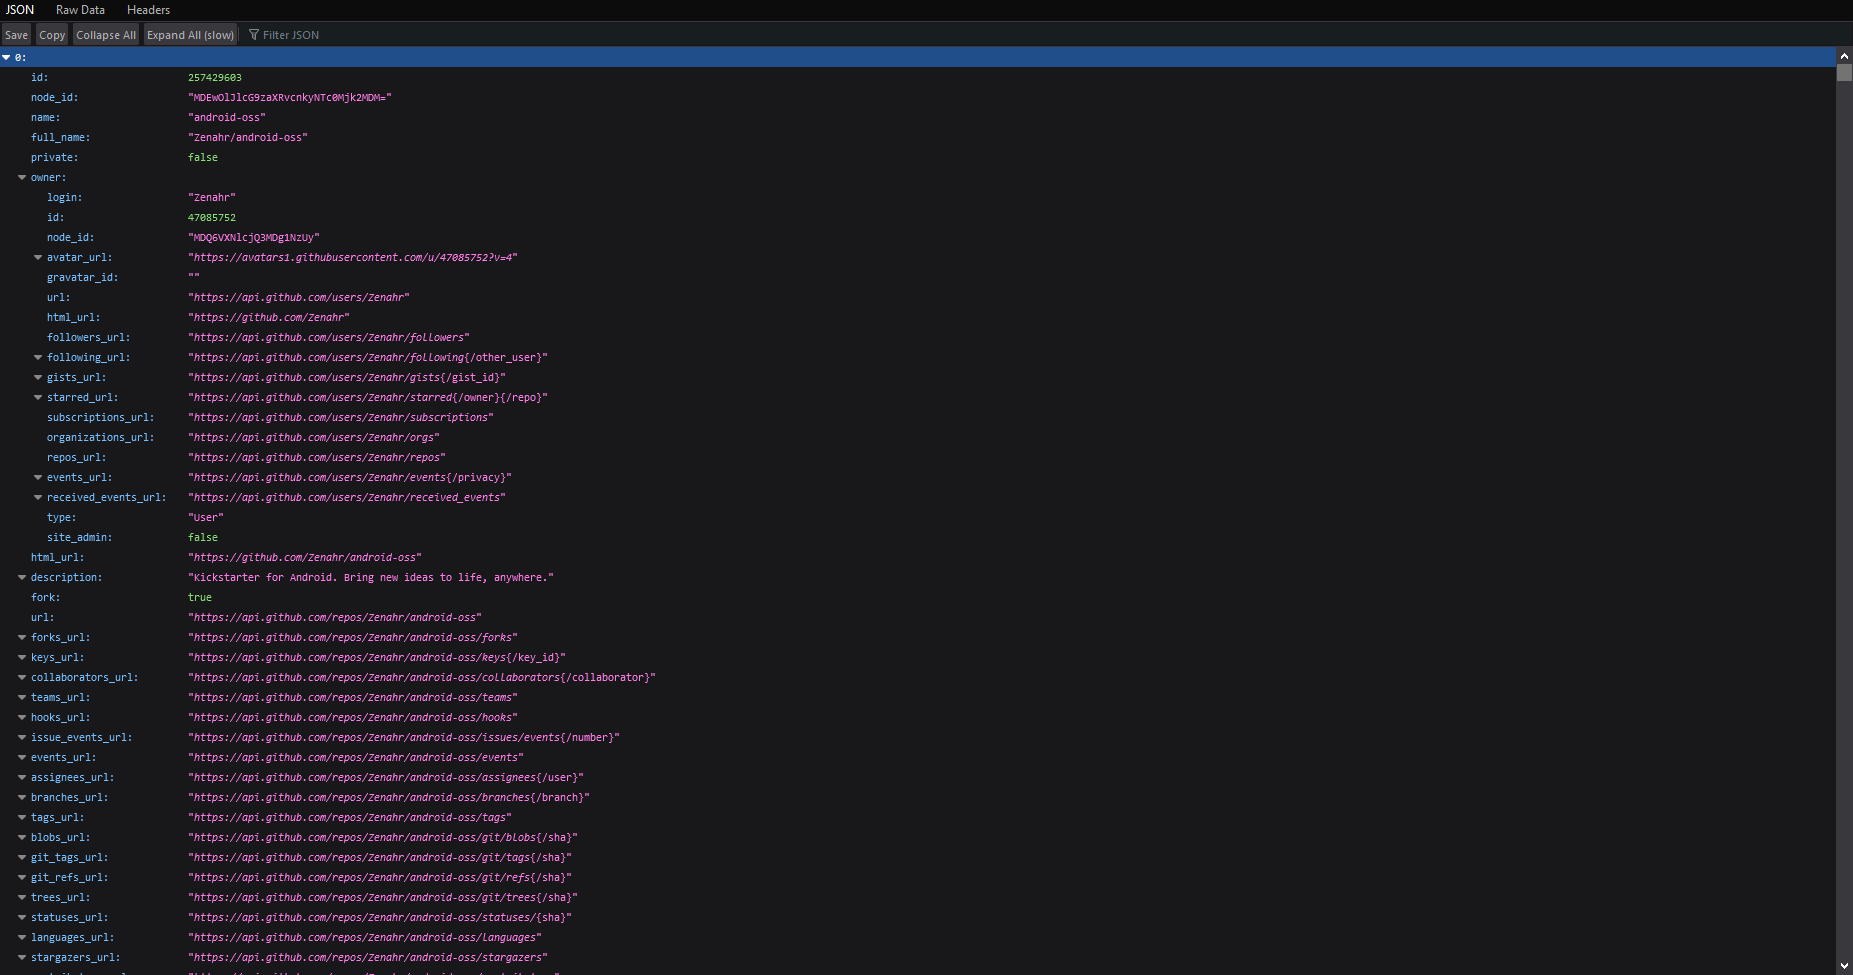 JSON Raw Data Headers
Save Copy Collapse All Expand All (slow) Filter JSON
0:
id: 257429603
node_id: "MDEwOlJlcG9zaXRvcnkyNTc0Mjk2MDM="
name: "android-oss"
full_name: "Zenahr/android-oss"
private: false
owner:
login: "Zenahr"
id: 47085752
node_id: "MDQ6VXNlcjQ3MDg1NzUy"
avatar_url: "https://avatars1.githubusercontent.com/u/47085752?v=4"
gravatar_id: ""
url: "https://api.github.com/users/Zenahr"
html_url: "https://github.com/Zenahr"
followers_url: "https://api.github.com/users/Zenahr/followers"
following_url: "https://api.github.com/users/Zenahr/following{/other_user}"
gists_url: "https://api.github.com/users/Zenahr/gists{/gist_id}"
starred_url: "https://api.github.com/users/Zenahr/starred{/owner}{/repo}"
subscriptions_url: "https://api.github.com/users/Zenahr/subscriptions"
organizations_url: "https://api.github.com/users/Zenahr/orgs"
repos_url: "https://api.github.com/users/Zenahr/repos"
events_url: "https://api.github.com/users/Zenahr/events{/privacy}"
received_events_url: "https://api.github.com/users/Zenahr/received_events"
type: "User"
site_admin: false
html_url: "https://github.com/Zenahr/android-oss"
description: "Kickstarter for Android. Bring new ideas to life, anywhere."
fork: true
url: "https://api.github.com/repos/Zenahr/android-oss"
forks_url: "https://api.github.com/repos/Zenahr/android-oss/forks"
keys_url: "https://api.github.com/repos/Zenahr/android-oss/keys{/key_id}"
collaborators_url: "https://api.github.com/repos/Zenahr/android-oss/collaborators{/collaborator}"
teams_url: "https://api.github.com/repos/Zenahr/android-oss/teams"
hooks_url: "https://api.github.com/repos/Zenahr/android-oss/hooks"
issue_events_url: "https://api.github.com/repos/Zenahr/android-oss/issues/events{/number}"
events_url: "https://api.github.com/repos/Zenahr/android-oss/events"
assignees_url: "https://api.github.com/repos/Zenahr/android-oss/assignees{/user}"
branches_url: "https://api.github.com/repos/Zenahr/android-oss/branches{/branch}"
tags_url: "https://api.github.com/repos/Zenahr/android-oss/tags"
blobs_url: "https://api.github.com/repos/Zenahr/android-oss/git/blobs{/sha}"
git_tags_url: "https://api.github.com/repos/Zenahr/android-oss/git/tags{/sha}"
git_refs_url: "https://api.github.com/repos/Zenahr/android-oss/git/refs{/sha}"
trees_url: "https://api.github.com/repos/Zenahr/android-oss/git/trees{/sha}"
statuses_url: "https://api.github.com/repos/Zenahr/android-oss/statuses/{sha}"
languages_url: "https://api.github.com/repos/Zenahr/android-oss/languages"
stargazers_url: "https://api.github.com/repos/Zenahr/android-oss/stargazers"